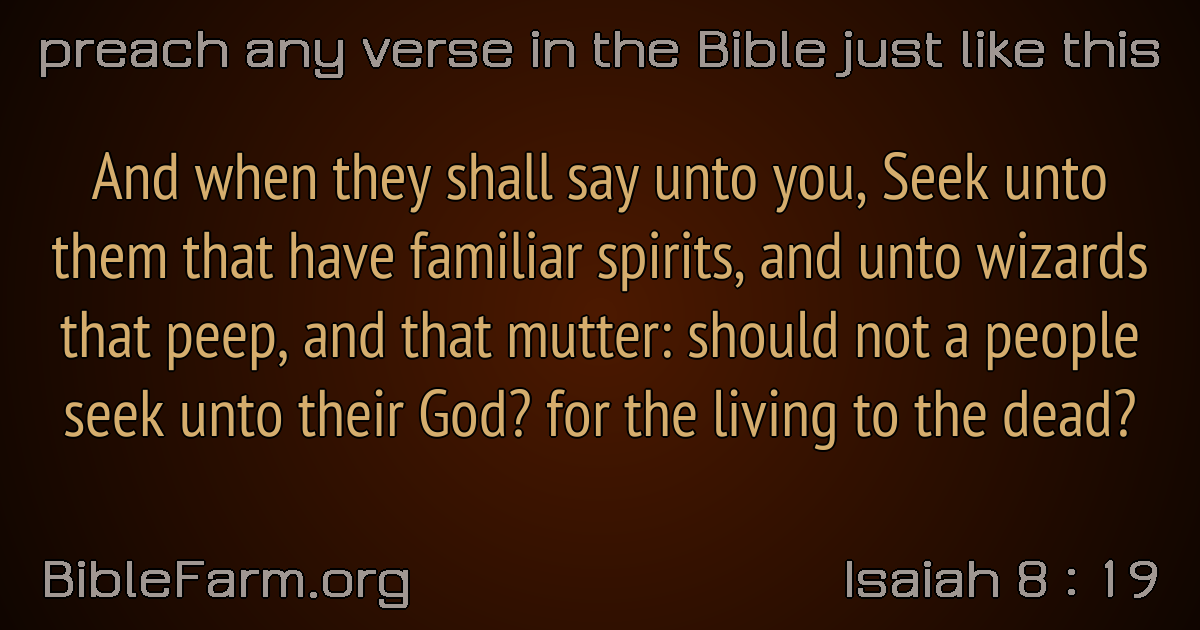 preach any verse in the Bible just like this
And when they shall say unto you, Seek unto
them that have familiar spirits, and unto wizards
that peep, and that mutter: should not a people
seek unto their God? for the living to the dead?
BibleFarm.org
Isaiah 8 : 19